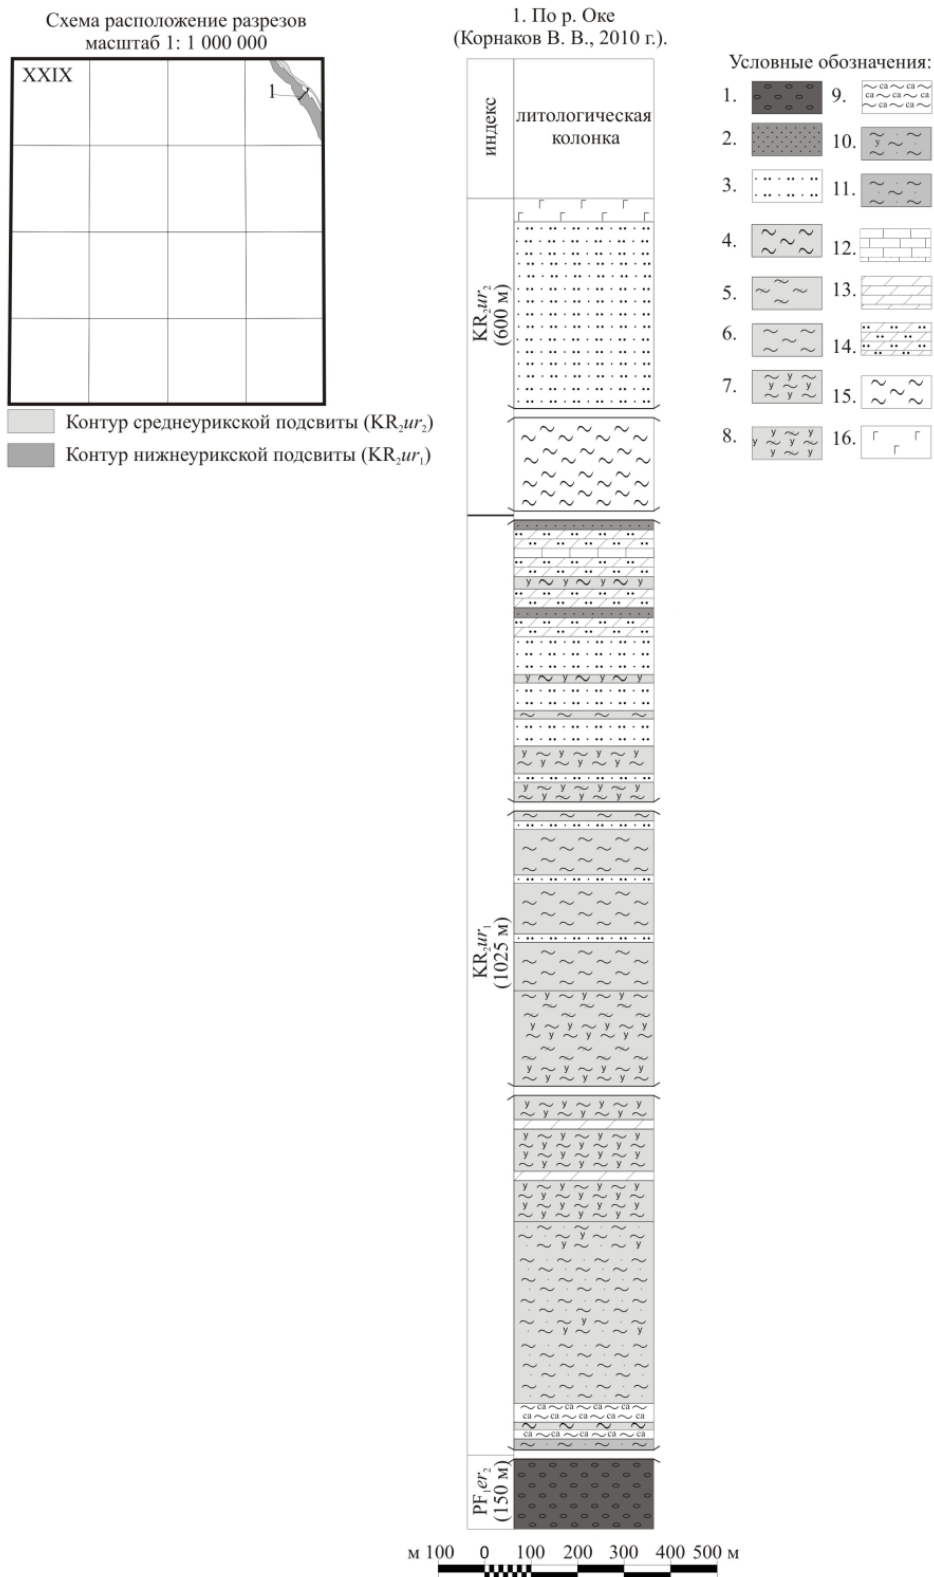 Схема расположение разрезов
масштаб 1: 1 000 000
XXIX
1
Контур среднеурикской подсвиты (KR₂ur₂)
Контур нижнеурикской подсвиты (KR₂ur₁)
1. По р. Оке
(Корнаков В. В., 2010 г.).
индекс
литологическая
колонка
KR₂ur₂
(600 м)
KR₂ur₁
(1025 м)
PF₁er₂
(150 м)
м 100 0 100 200 300 400 500 м
Условные обозначения:
1.
2.
3.
4.
5.
6.
7.
8.
9.
10.
11.
12.
13.
14.
15.
16.